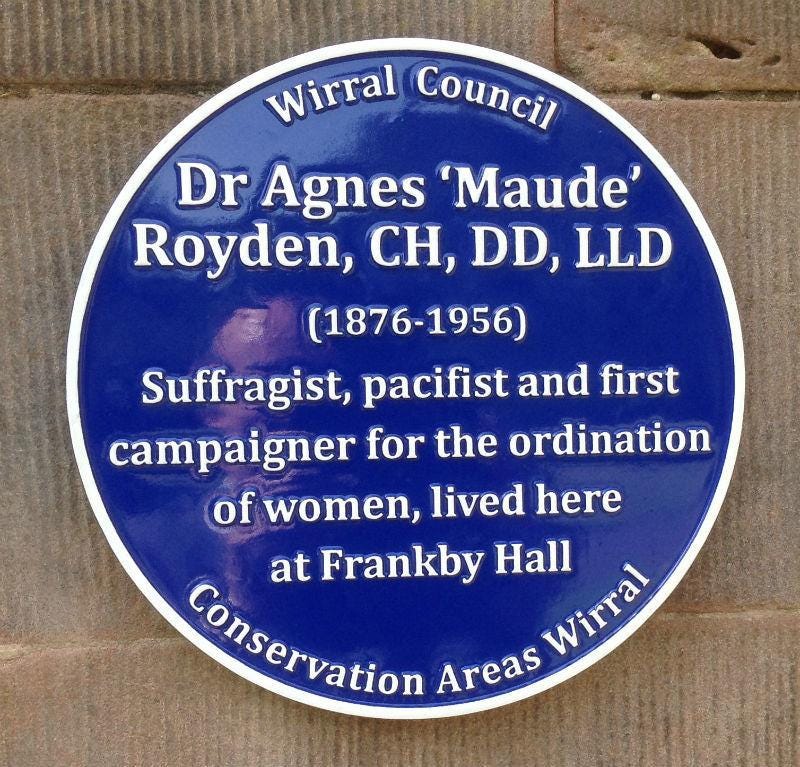 Wirral Council
Dr Agnes ‘Maude’
Royden, CH, DD, LLD
(1876-1956)
Suffragist, pacifist and first
campaigner for the ordination
of women, lived here
at Frankby Hall
Conservation Areas Wirral